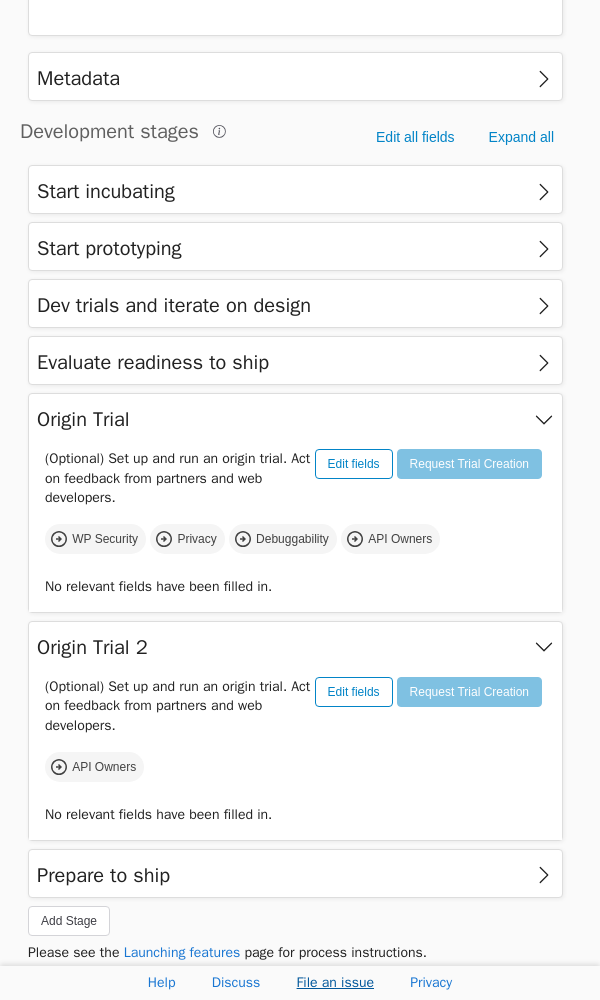 Metadata
Development stages
Edit all fields
Expand all
Start incubating
Start prototyping
Dev trials and iterate on design
Evaluate readiness to ship
Origin Trial
(Optional) Set up and run an origin trial. Act
on feedback from partners and web
developers.
Edit fields
Request Trial Creation
WP Security
Privacy
Debuggability
API Owners
No relevant fields have been filled in.
Origin Trial 2
(Optional) Set up and run an origin trial. Act
on feedback from partners and web
developers.
Edit fields
Request Trial Creation
API Owners
No relevant fields have been filled in.
Prepare to ship
Add Stage
Please see the Launching features page for process instructions.
Help
Discuss
File an issue
Privacy